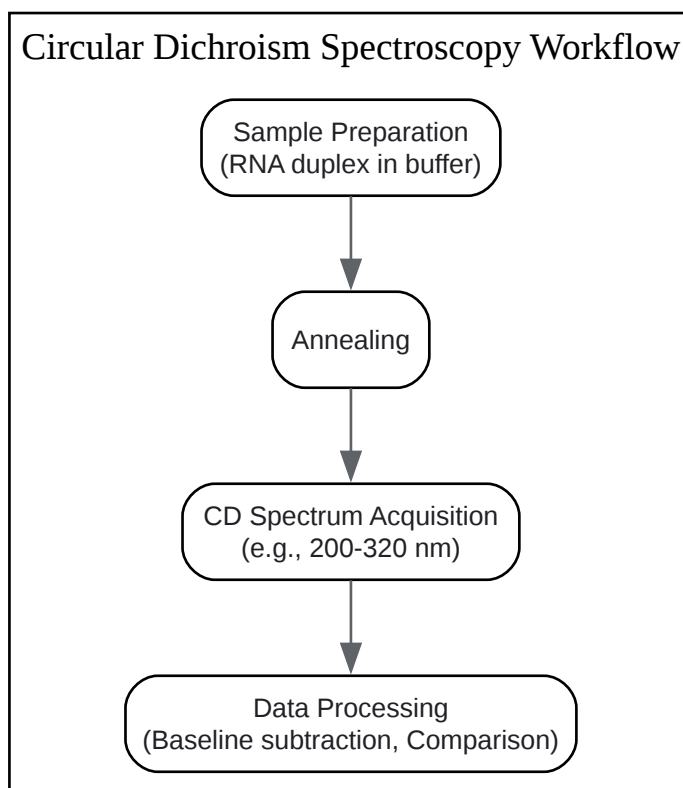 Circular Dichroism Spectroscopy Workflow
Sample Preparation
(RNA duplex in buffer)
Annealing
CD Spectrum Acquisition
(e.g., 200-320 nm)
Data Processing
(Baseline subtraction, Comparison)